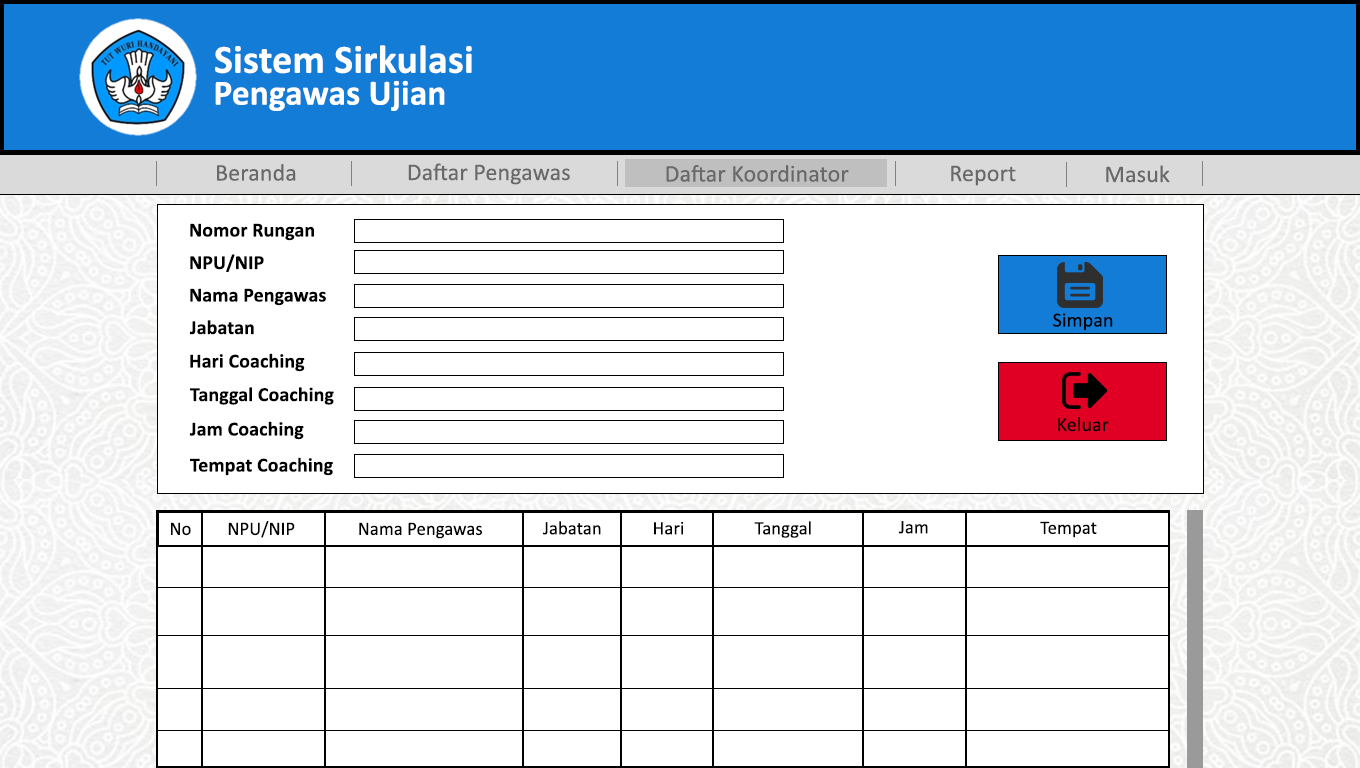 TUT WURI HANDAYANI
Sistem Sirkulasi
Pengawas Ujian
Beranda
Daftar Pengawas
Daftar Koordinator
Report
Masuk
Nomor Rungan
NPU/NIP
Nama Pengawas
Jabatan
Hari Coaching
Tanggal Coaching
Jam Coaching
Tempat Coaching
Simpan
Keluar
No NPU/NIP Nama Pengawas Jabatan Hari Tanggal Jam Tempat